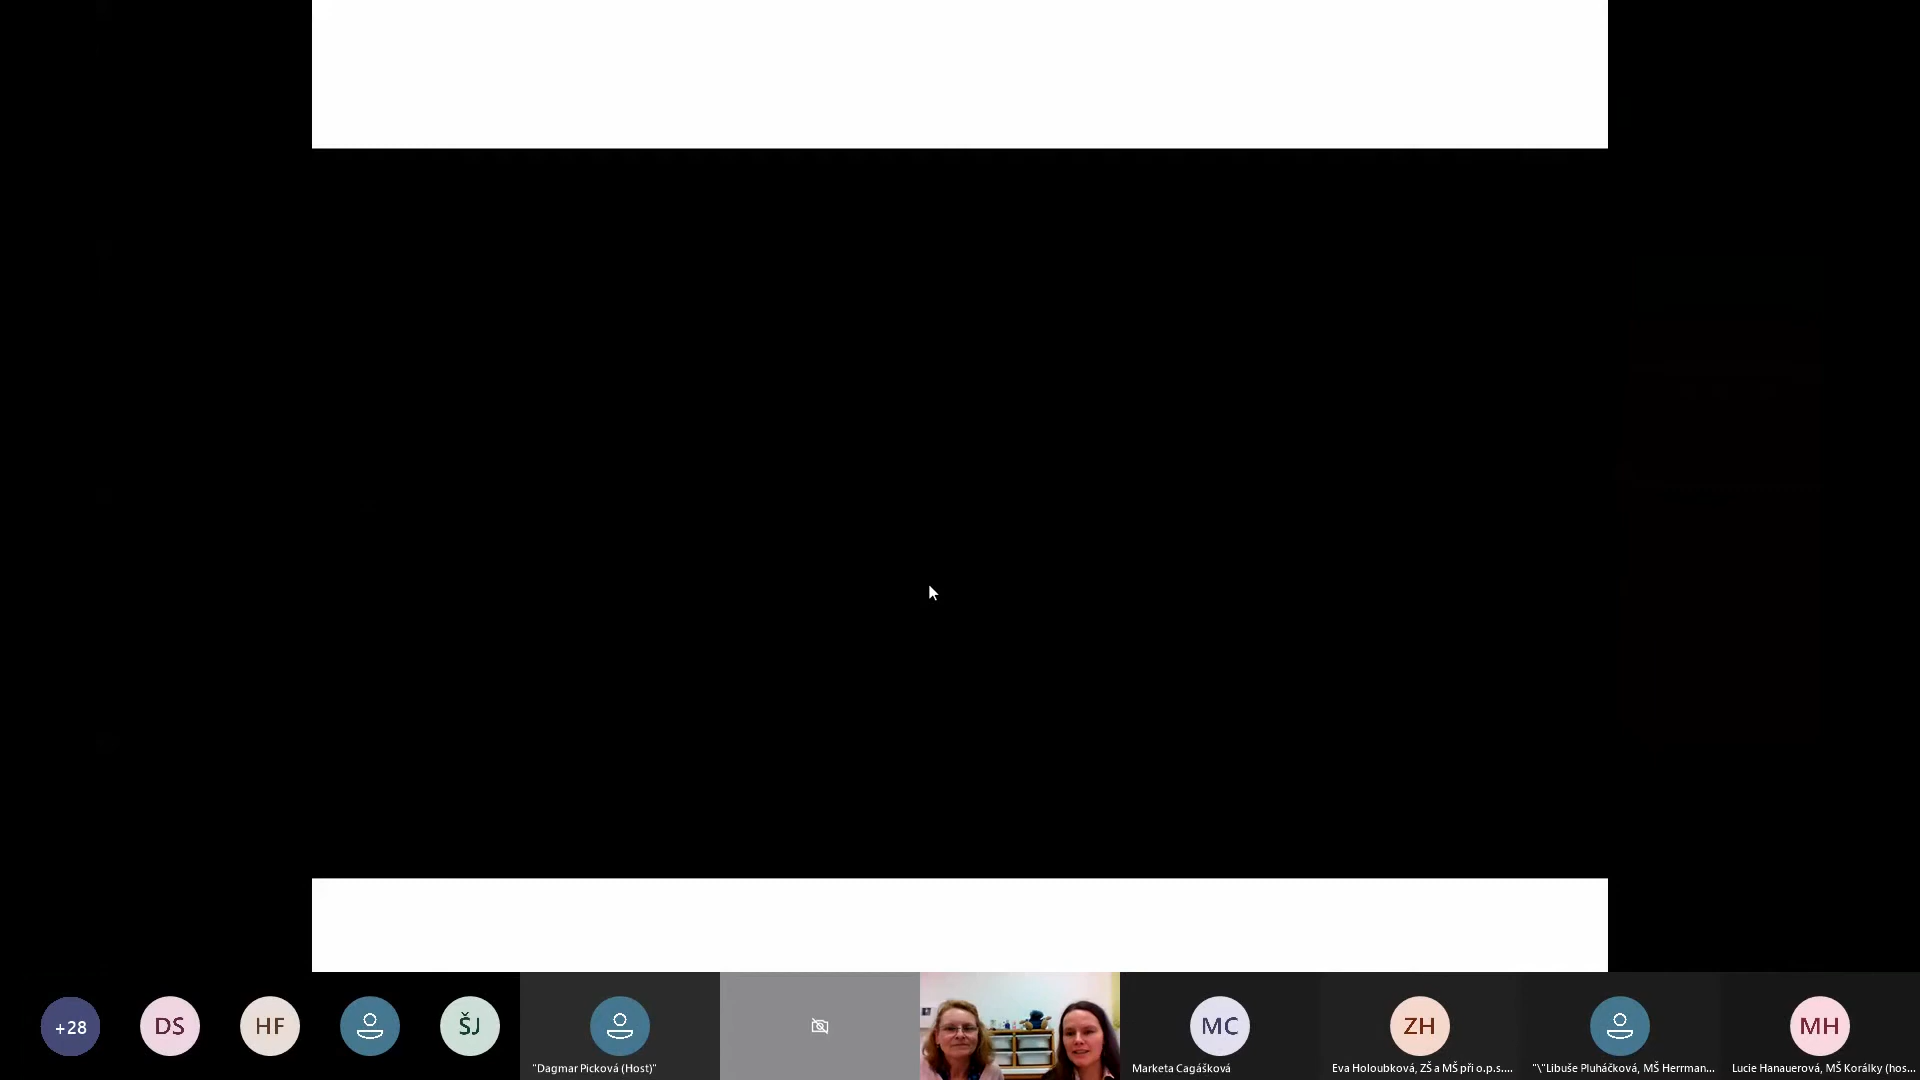 +28
DS
HF
ŠJ
"Dagmar Picková (Host)"
MC
Marketa Cagášková
ZH
Eva Holoubková, ZŠ a MŠ při o.p.s....
"\"Libuše Pluháčková, MŠ Herrman...
MH
Lucie Hanauerová, MŠ Korálky (hos...